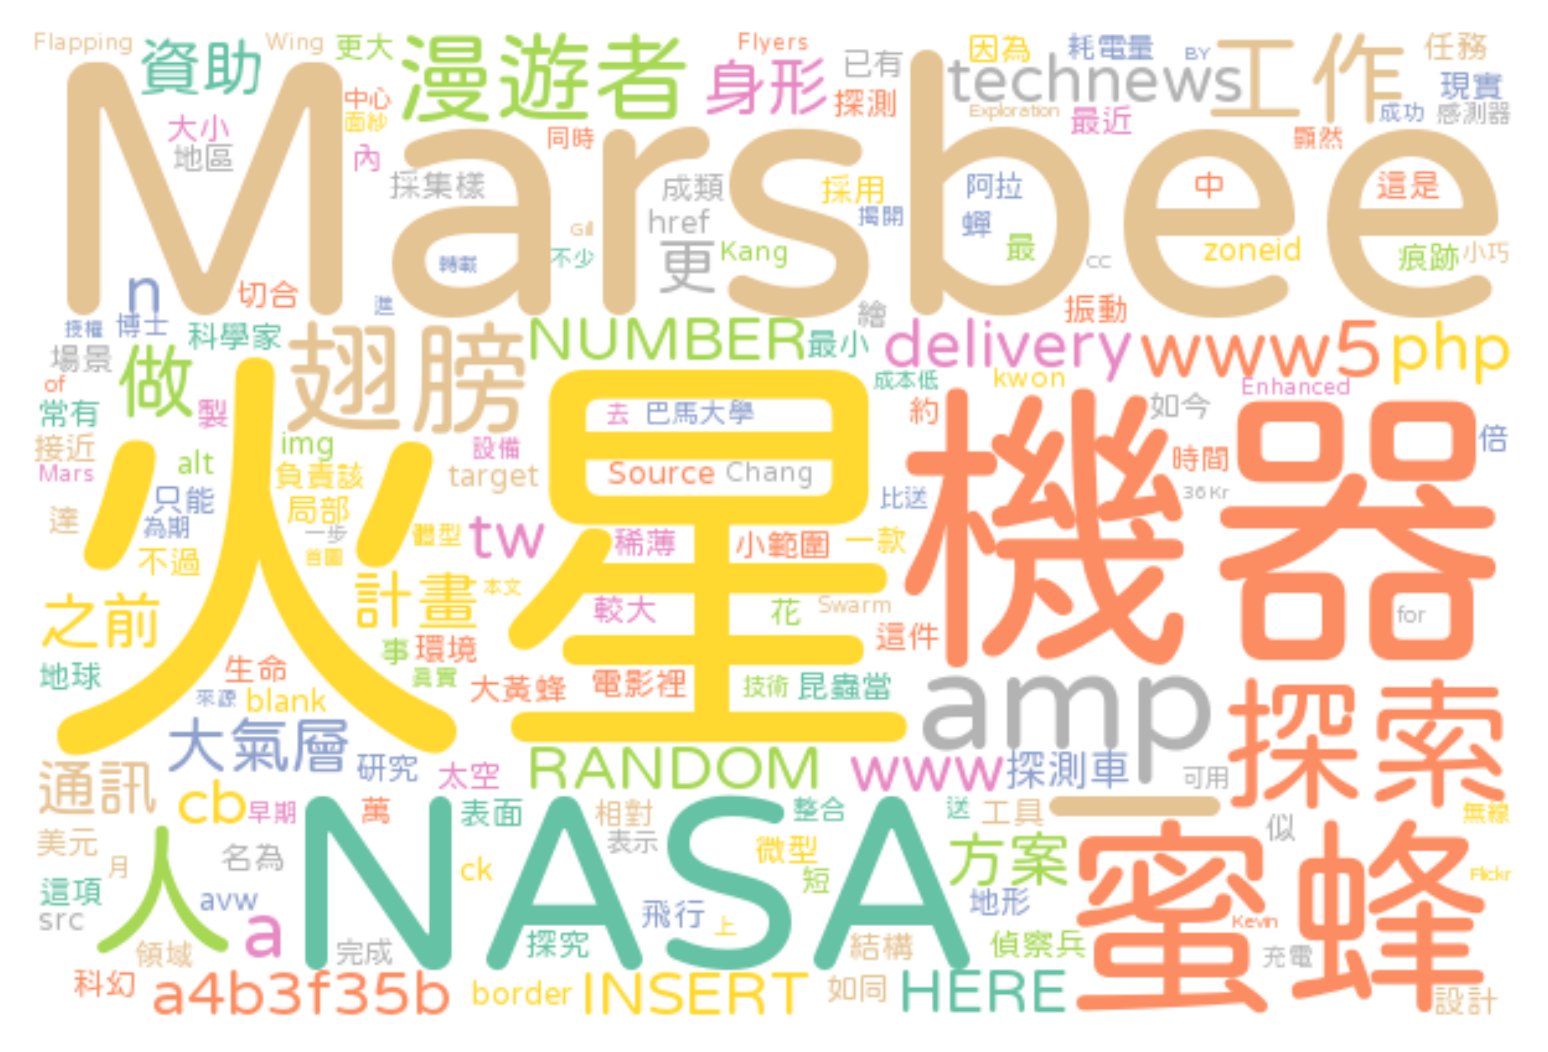 Flapping Wing 更大 Flyers 因為 耗電量 BY 任務
資助 漫遊者 身形 已有 technews 工作 現實
中心 面紗 探測 Exploration 最近 成功 感測器
大小 同時 顯然
地區 內
Marsbee
採集樣 成類 採用 阿拉 中 這是
href 揭開 蟬
Gill
轉載 不少 更 Kang 最 CC zoneid 痕跡 小巧
n 切合 進 繪 振動
授權 博士 科學家 翅膀 NUMBER 最小 delivery www5 php
場景 做
of 成本低 kwon Enhanced
常有 製 去 巴馬大學 約 如今
接近 img 設備 倍
Mars alt 負責該 target Source Chang 時間
火星 機器
只能 局部 比送 36Kr
達 為期 一步 體型 tw 稀薄 小範圍 一款
不過 首圖
計畫 本文
之前 較大 花 Swarm for
事 環境 這件
地球 生命 真實 大黃蜂 電影裡 技術 昆蟲當
來源 blank amp 探索
大氣層 研究 太空 RANDOM www 探測車 可用
通訊 cb 早期 萬 表面 相對 整合 送 工具 一 無線
美元 名為 表示 微型 方案 似
月 人 NASA 蜜蜂
這項 avw ck 短 地形 Flickr
src a 飛行 上 Kevin
領域 完成 探究 結構 偵察兵 充電
科幻 a4b3f35b border INSERT 如同 HERE 設計